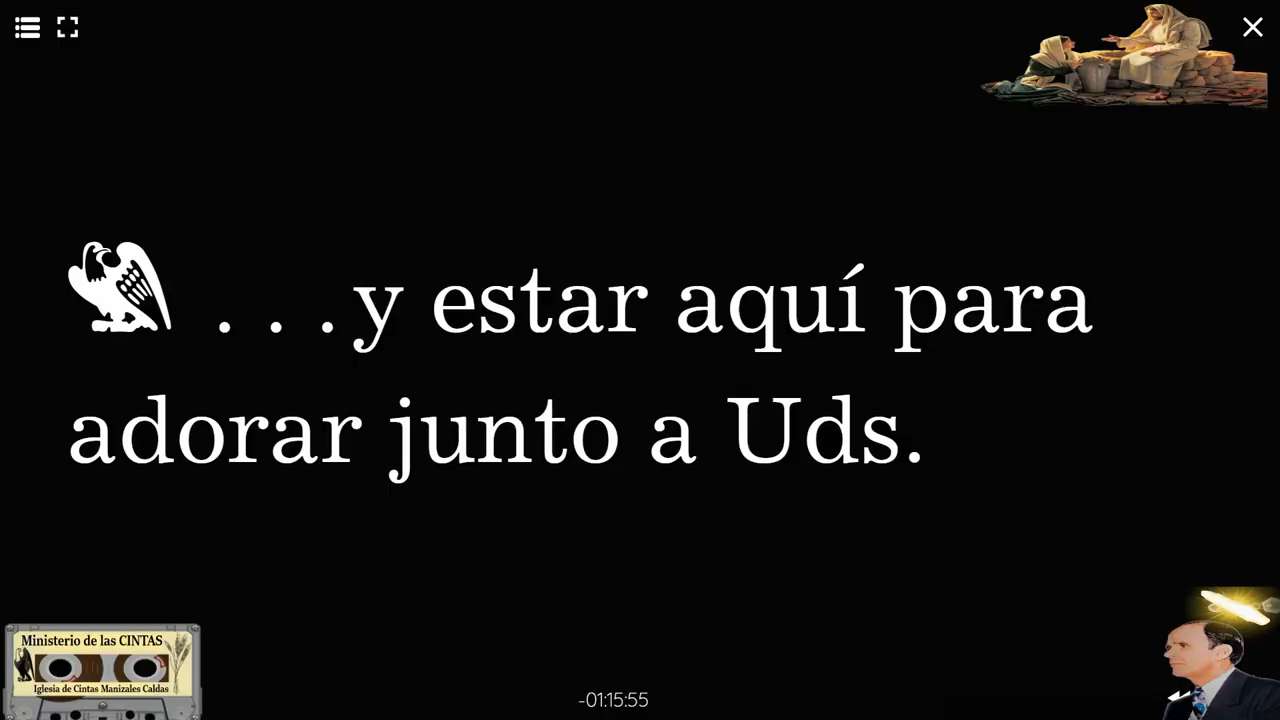 . . .y estar aquí para
adorar junto a Uds.
Ministerio de las CINTAS
Iglesia de Cintas Manizales Caldas
-01:15:55